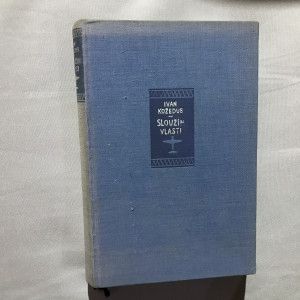 IVAN
KOŽEDUB
SLOUŽÍM
VLASTI